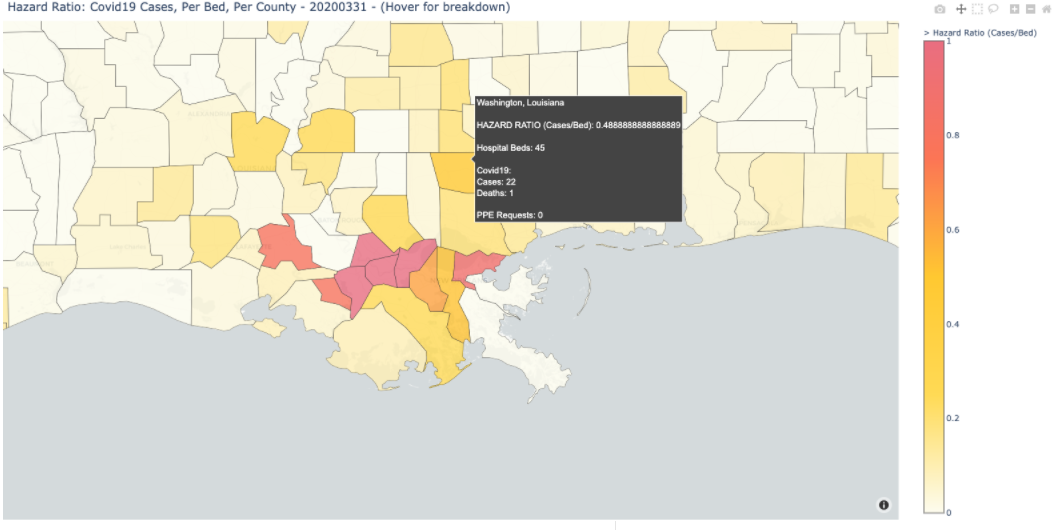 Hazard Ratio: Covid19 Cases, Per Bed, Per County - 20200331 - (Hover for breakdown)
> Hazard Ratio (Cases/Bed)
1
0.8
0.6
0.4
0.2
0
Washington, Louisiana
HAZARD RATIO (Cases/Bed): 0.4888888888888889
Hospital Beds: 45
Covid19:
Cases: 22
Deaths: 1
PPE Requests: 0